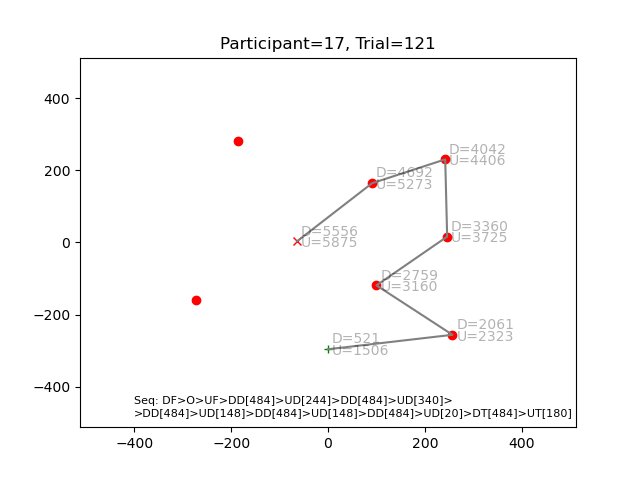 Participant=17, Trial=121
400
200
0
−200
−400
−400
−200
0
200
400
D=4042
U=4406
D=4692
U=5273
D=5556
U=5875
D=3360
U=3725
D=2759
U=3160
D=2061
U=2323
D=521
U=1506
Seq: DF>O>UF>DD[484]>UD[244]>DD[484]>UD[340]>
>DD[484]>UD[148]>DD[484]>UD[148]>DD[484]>UD[20]>DT[484]>UT[180]